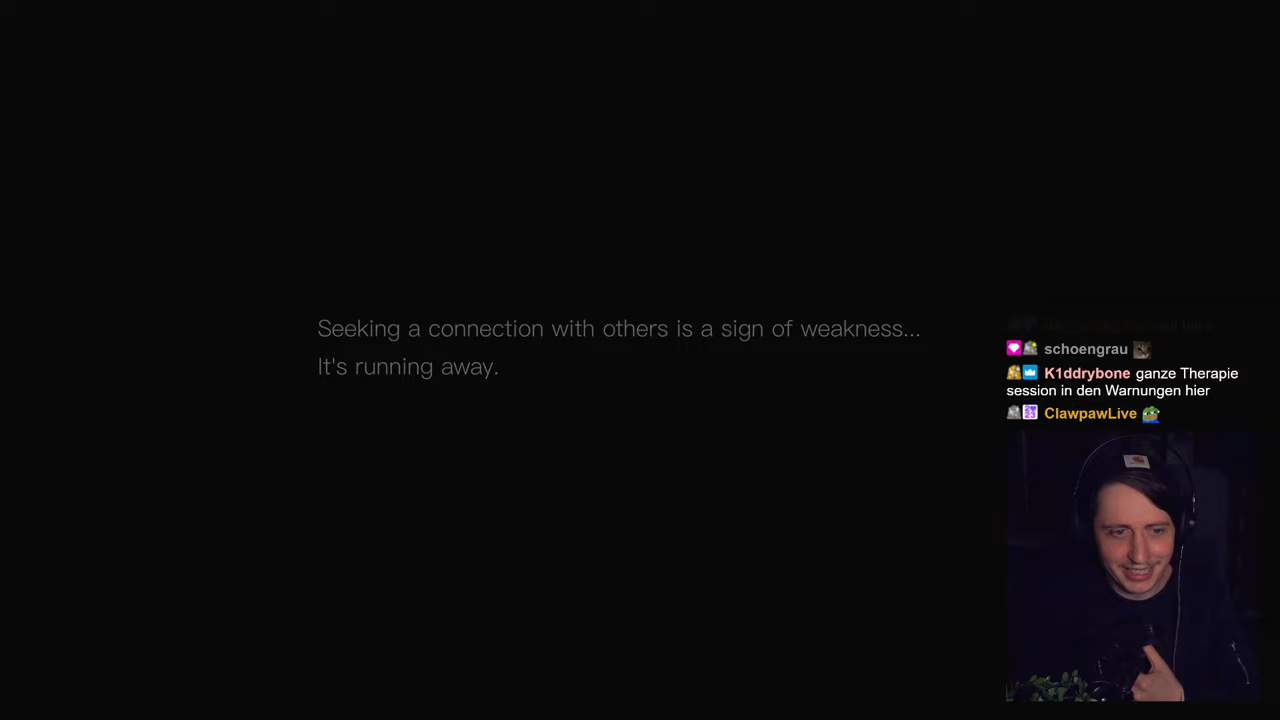 Seeking a connection with others is a sign of weakness...
It's running away.
schoengrau
K1ddrybone ganze Therapie
session in den Warnungen hier
ClawpawLive